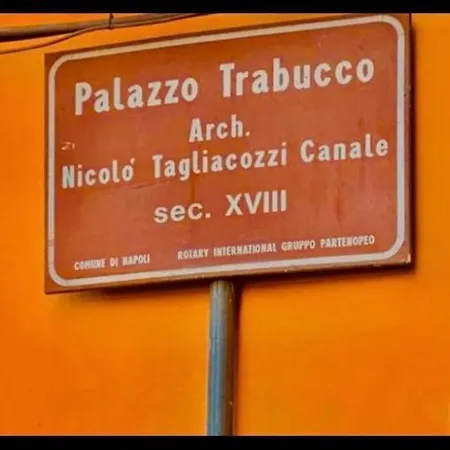 Palazzo Trabucco
Arch.
Nicolo' Tagliacozzi Canale
sec. XVIII
COMUNE DI NAPOLI ROTARY INTERNATIONAL GRUPPO PARTENOPEO